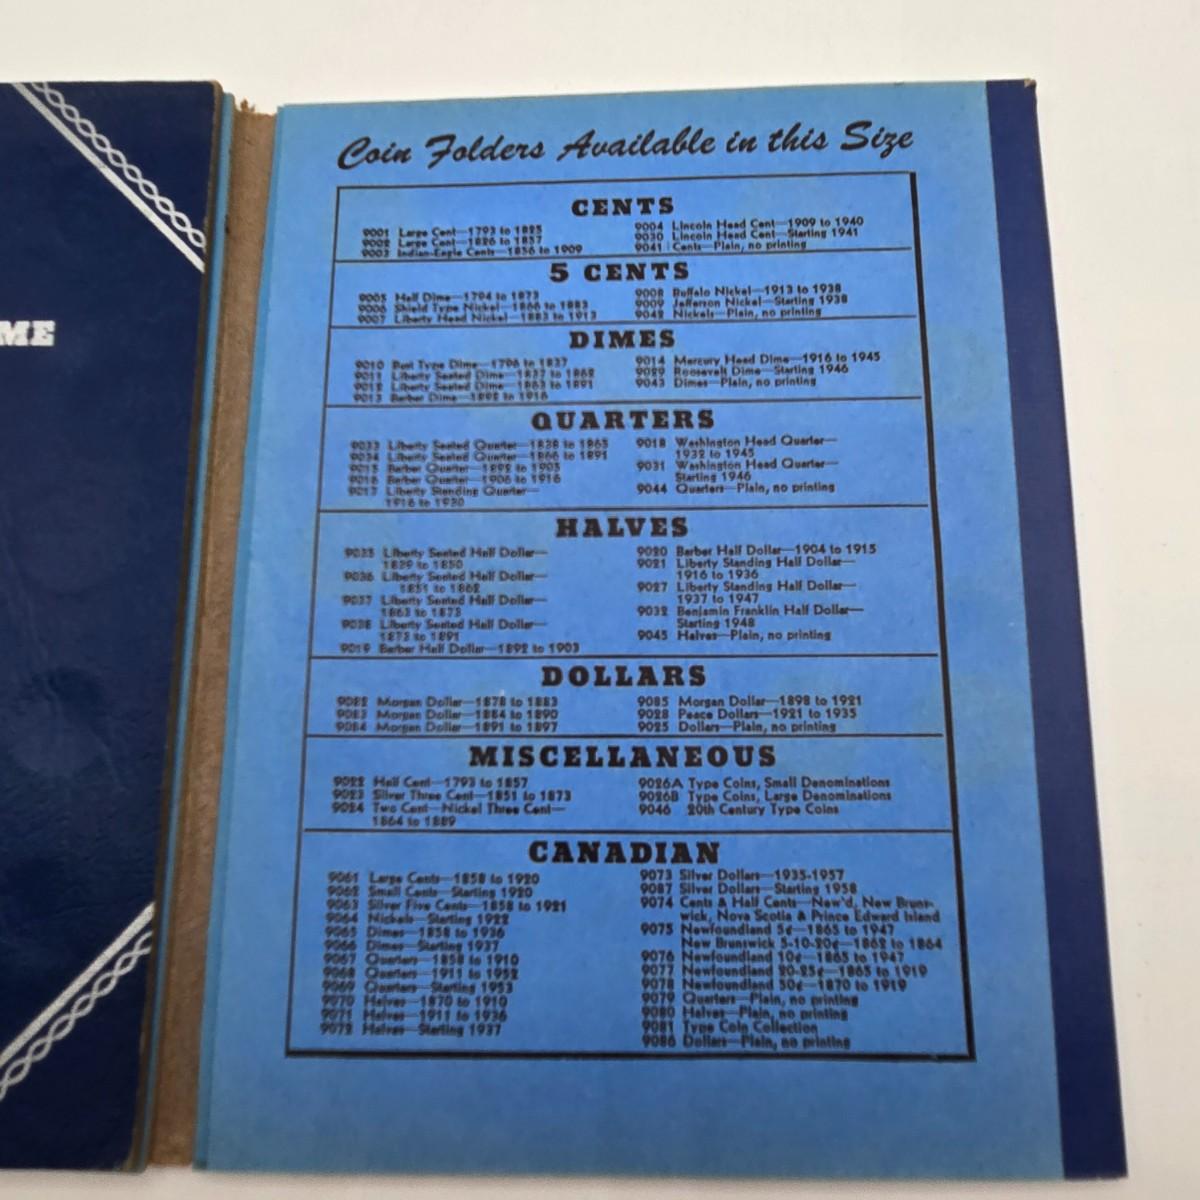 ME
Coin Folders Available in this Size
CENTS
9001 Large Cent—1793 to 1825
9002 Large Cent—1826 to 1857
9003 Indian-Eagle Cents—1856 to 1909
9004 Lincoln Head Cent—1909 to 1940
9030 Lincoln Head Cent—Starting 1941
9041 Cents—Plain, no printing
5 CENTS
9005 Half Dime—1794 to 1873
9006 Shield Type Nickel—1866 to 1883
9007 Liberty Head Nickel—1883 to 1913
9008 Buffalo Nickel—1913 to 1938
9009 Jefferson Nickel—Starting 1938
9042 Nickels—Plain, no printing
DIMES
9010 Bust Type Dime—1796 to 1837
9011 Liberty Seated Dime—1837 to 1862
9012 Liberty Seated Dime—1863 to 1891
9013 Barber Dime—1892 to 1916
9014 Mercury Head Dime—1916 to 1945
9029 Roosevelt Dime—Starting 1946
9043 Dimes—Plain, no printing
QUARTERS
9033 Liberty Seated Quarter—1838 to 1865
9034 Liberty Seated Quarter—1866 to 1891
9015 Barber Quarter—1892 to 1905
9016 Barber Quarter—1906 to 1916
9017 Liberty Standing Quarter—
1916 to 1930
9018 Washington Head Quarter—
1932 to 1945
9031 Washington Head Quarter—
Starting 1946
9044 Quarters—Plain, no printing
HALVES
9035 Liberty Seated Half Dollar—
1839 to 1850
9036 Liberty Seated Half Dollar—
1851 to 1862
9037 Liberty Seated Half Dollar—
1863 to 1873
9038 Liberty Seated Half Dollar—
1873 to 1891
9019 Barber Half Dollar—1892 to 1903
9020 Barber Half Dollar—1904 to 1915
9021 Liberty Standing Half Dollar—
1916 to 1936
9027 Liberty Standing Half Dollar—
1937 to 1947
9032 Benjamin Franklin Half Dollar—
Starting 1948
9045 Halves—Plain, no printing
DOLLARS
9082 Morgan Dollar—1878 to 1883
9083 Morgan Dollar—1884 to 1890
9084 Morgan Dollar—1891 to 1897
9085 Morgan Dollar—1898 to 1921
9028 Peace Dollars—1921 to 1935
9025 Dollars—Plain, no printing
MISCELLANEOUS
9022 Half Cent—1793 to 1857
9023 Silver Three Cent—1851 to 1873
9024 Two Cent—Nickel Three Cent—
1864 to 1889
9026A Type Coins, Small Denominations
9026B Type Coins, Large Denominations
9046 20th Century Type Coins
CANADIAN
9061 Large Cents—1858 to 1920
9062 Small Cents—Starting 1920
9063 Silver Five Cents—1858 to 1921
9064 Nickels—Starting 1922
9065 Dimes—1858 to 1936
9066 Dimes—Starting 1937
9067 Quarters—1858 to 1910
9068 Quarters—1911 to 1952
9069 Quarters—Starting 1953
9070 Halves—1870 to 1910
9071 Halves—1911 to 1936
9072 Halves—Starting 1937
9073 Silver Dollars—1935-1957
9087 Silver Dollars—Starting 1958
9074 Cents & Half Cents—New'd, New Bruns-
wick, Nova Scotia & Prince Edward Island
9075 Newfoundland 5¢—1865 to 1947
New Brunswick 5-10-20¢—1862 to 1864
9076 Newfoundland 10¢—1865 to 1947
9077 Newfoundland 20-25¢—1865 to 1919
9078 Newfoundland 50¢—1870 to 1919
9079 Quarters—Plain, no printing
9080 Halves—Plain, no printing
9081 Type Coin Collection
9086 Dollars—Plain, no printing